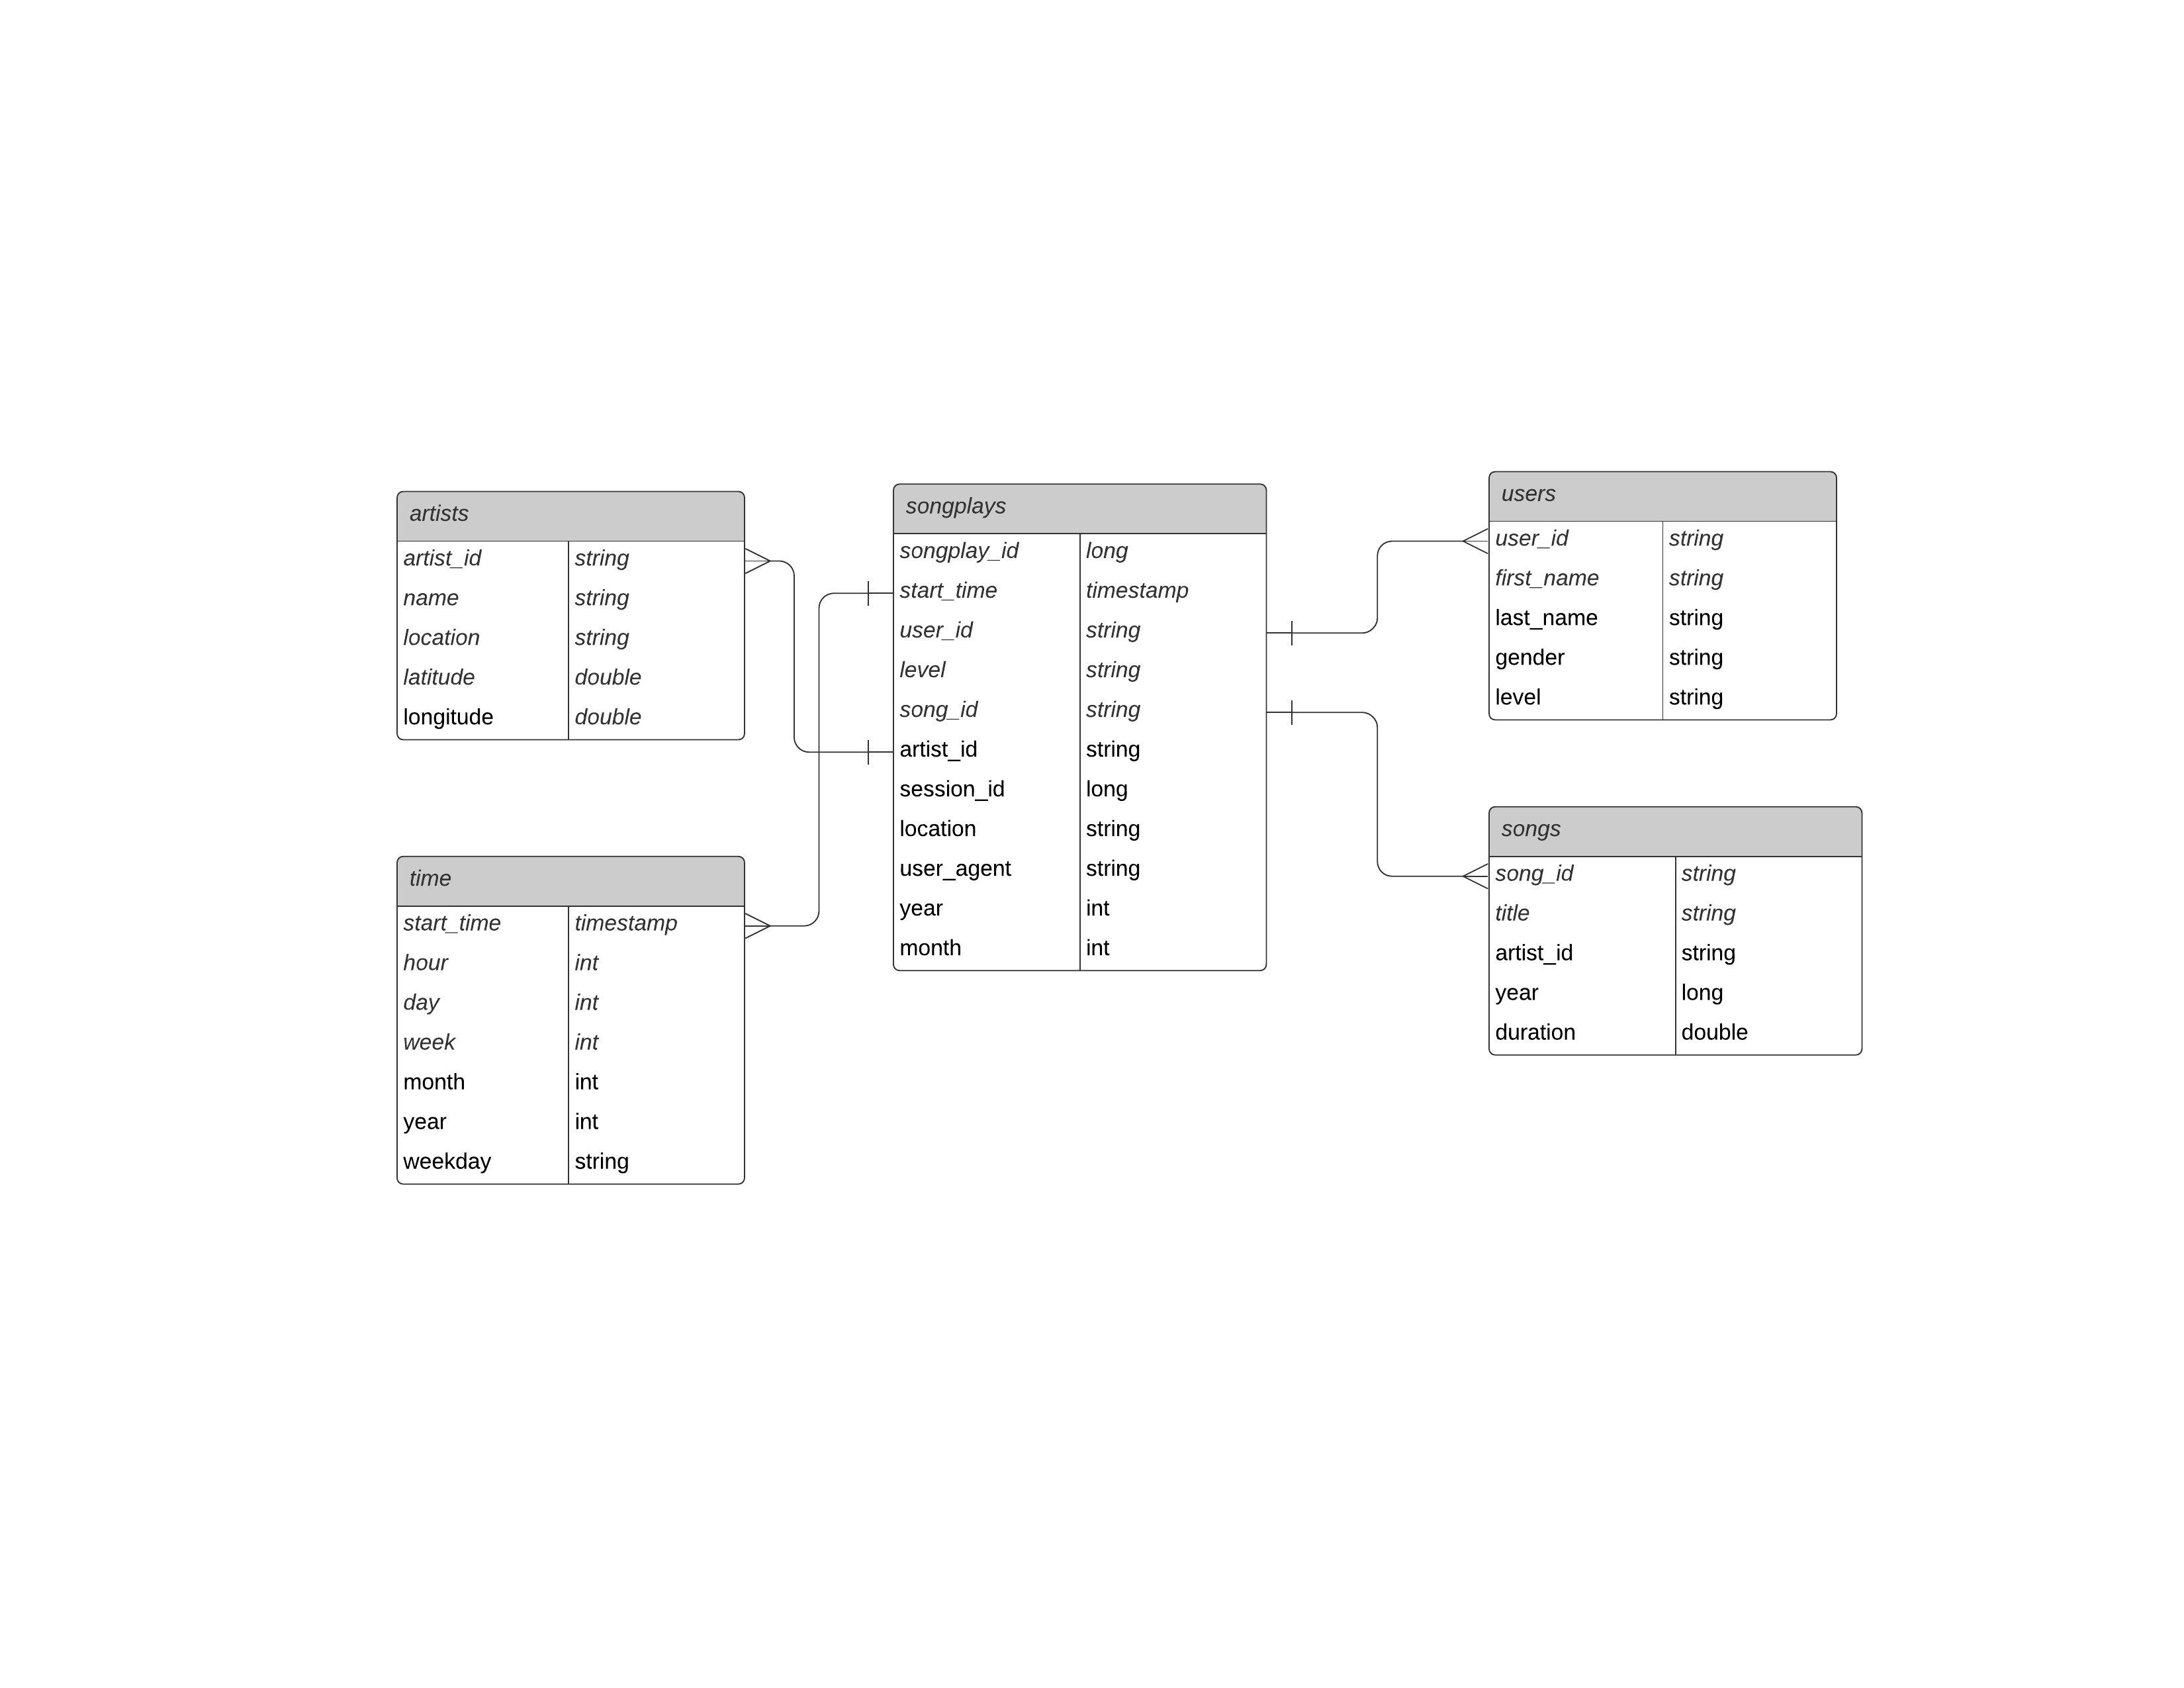 artists
artist_id string
name string
location string
latitude double
longitude double
time
start_time timestamp
hour int
day int
week int
month int
year int
weekday string
songplays
songplay_id long
start_time timestamp
user_id string
level string
song_id string
artist_id string
session_id long
location string
user_agent string
year int
month int
users
user_id string
first_name string
last_name string
gender string
level string
songs
song_id string
title string
artist_id string
year long
duration double